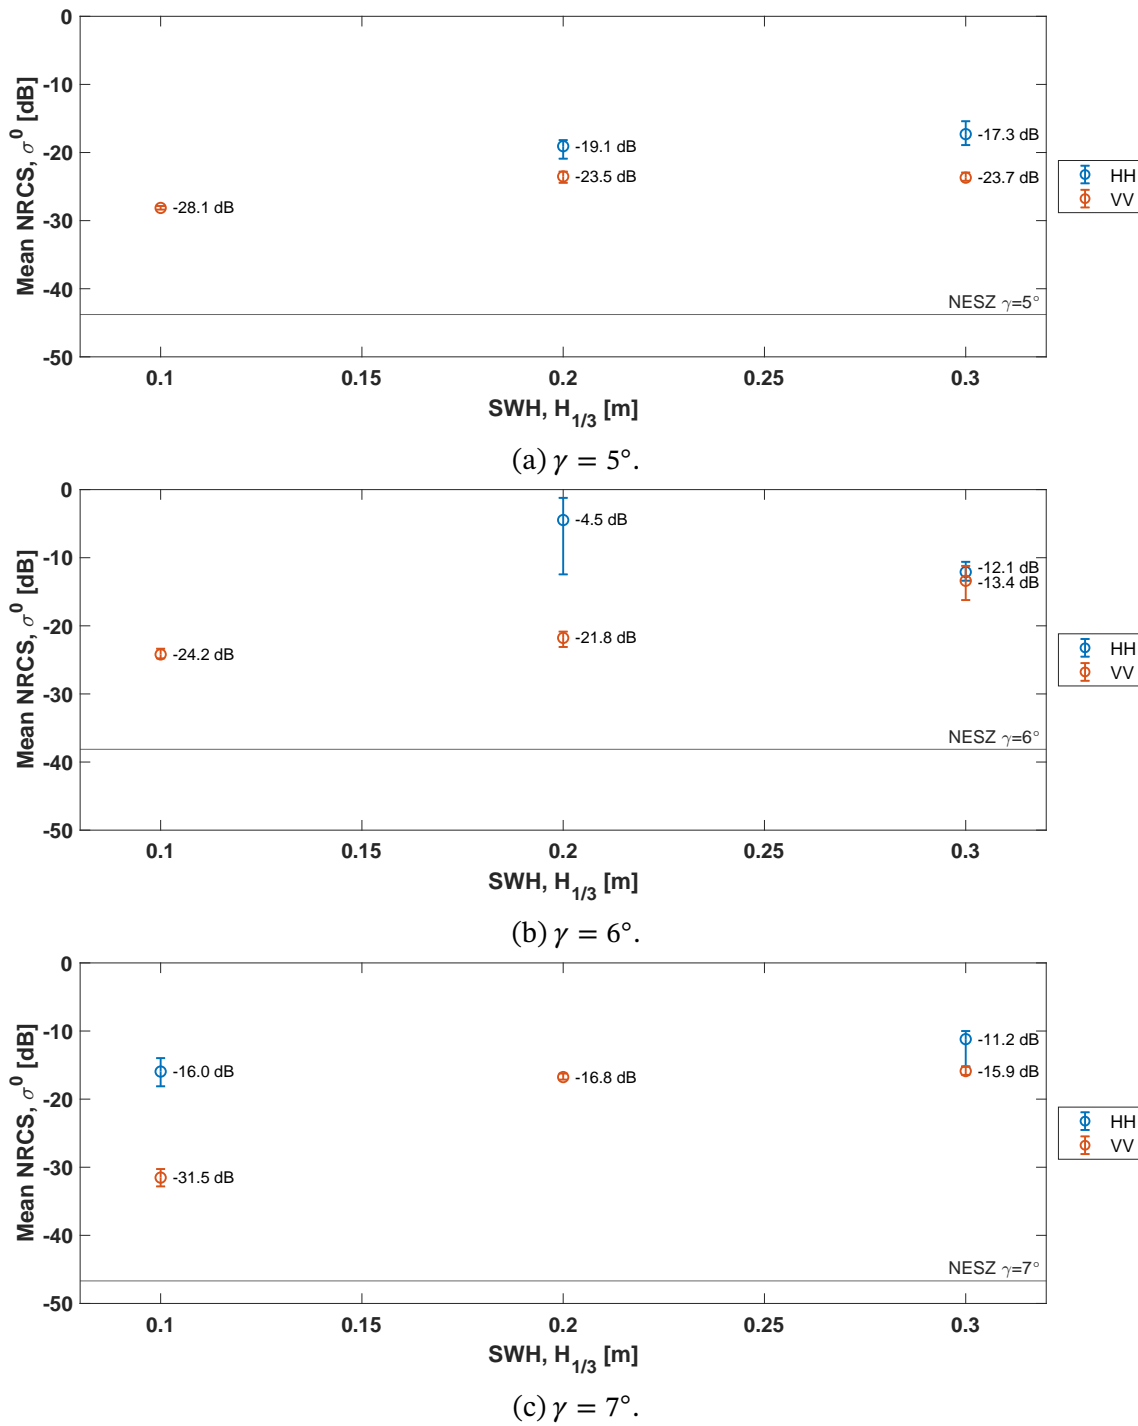 0
-10
-20
-30
-40
-50
Mean NRCS, σ⁰ [dB]
-28.1 dB
-19.1 dB
-23.5 dB
-17.3 dB
-23.7 dB
NESZ γ=5°
HH
VV
0.1 0.15 0.2 0.25 0.3
SWH, H1/3 [m]
(a) γ = 5°.
0
-10
-20
-30
-40
-50
Mean NRCS, σ⁰ [dB]
-24.2 dB
-4.5 dB
-21.8 dB
-12.1 dB
-13.4 dB
NESZ γ=6°
HH
VV
0.1 0.15 0.2 0.25 0.3
SWH, H1/3 [m]
(b) γ = 6°.
0
-10
-20
-30
-40
-50
Mean NRCS, σ⁰ [dB]
-16.0 dB
-31.5 dB
-16.8 dB
-11.2 dB
-15.9 dB
NESZ γ=7°
HH
VV
0.1 0.15 0.2 0.25 0.3
SWH, H1/3 [m]
(c) γ = 7°.